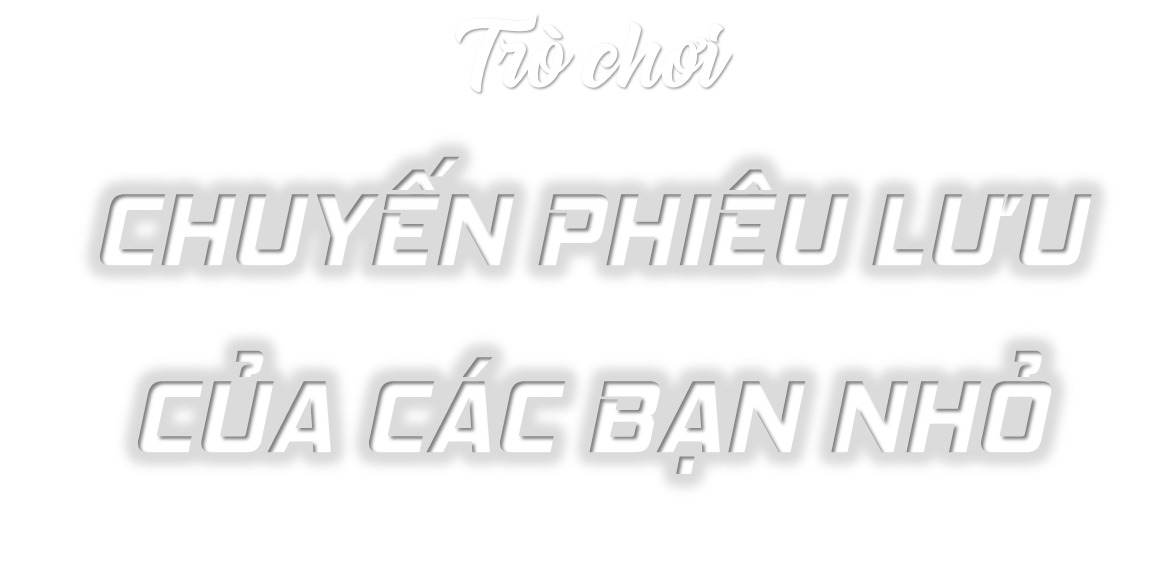 Trò chơi
CHUYẾN PHIÊU LƯU
CỦA CÁC BẠN NHỎ